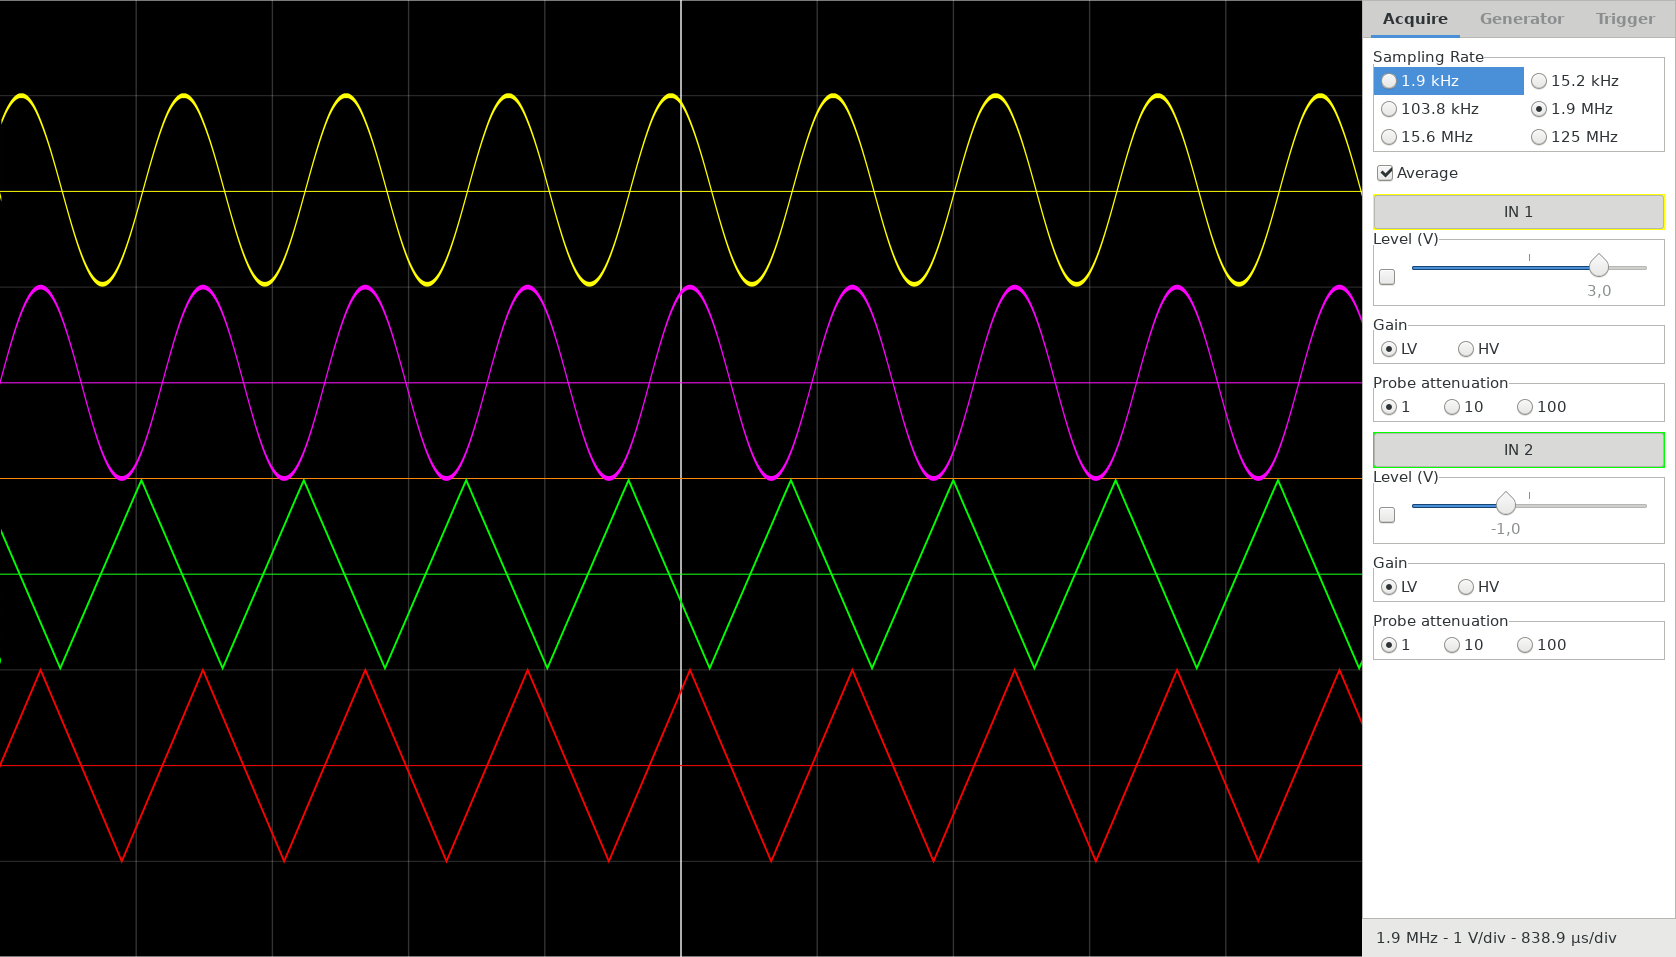 Acquire Generator Trigger
Sampling Rate
1.9 kHz 15.2 kHz
103.8 kHz 1.9 MHz
15.6 MHz 125 MHz
Average
IN 1
Level (V)
3,0
Gain
LV HV
Probe attenuation
1 10 100
IN 2
Level (V)
-1,0
Gain
LV HV
Probe attenuation
1 10 100
1.9 MHz - 1 V/div - 838.9 µs/div